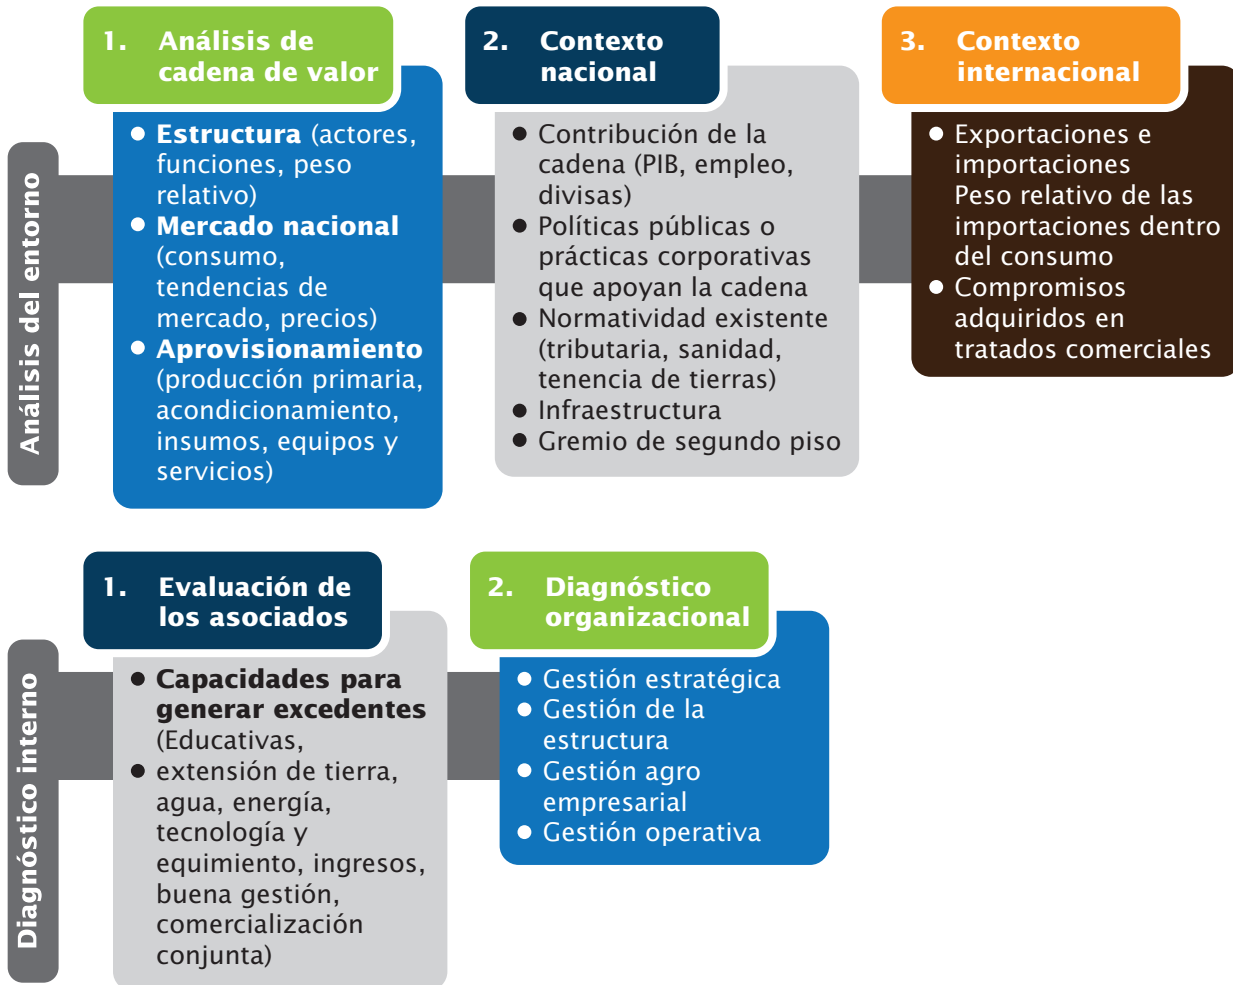 Análisis del entorno
1. Análisis de
cadena de valor
● Estructura (actores,
funciones, peso
relativo)
● Mercado nacional
(consumo,
tendencias de
mercado, precios)
● Aprovisionamiento
(producción primaria,
acondicionamiento,
insumos, equipos y
servicios)
2. Contexto
nacional
● Contribución de la
cadena (PIB, empleo,
divisas)
● Políticas públicas o
prácticas corporativas
que apoyan la cadena
● Normatividad existente
(tributaria, sanidad,
tenencia de tierras)
● Infraestructura
● Gremio de segundo piso
3. Contexto
internacional
● Exportaciones e
importaciones
Peso relativo de las
importaciones dentro
del consumo
● Compromisos
adquiridos en
tratados comerciales
Diagnóstico interno
1. Evaluación de
los asociados
● Capacidades para
generar excedentes
(Educativas,
● extensión de tierra,
agua, energía,
tecnología y
equimiento, ingresos,
buena gestión,
comercialización
conjunta)
2. Diagnóstico
organizacional
● Gestión estratégica
● Gestión de la
estructura
● Gestión agro
empresarial
● Gestión operativa